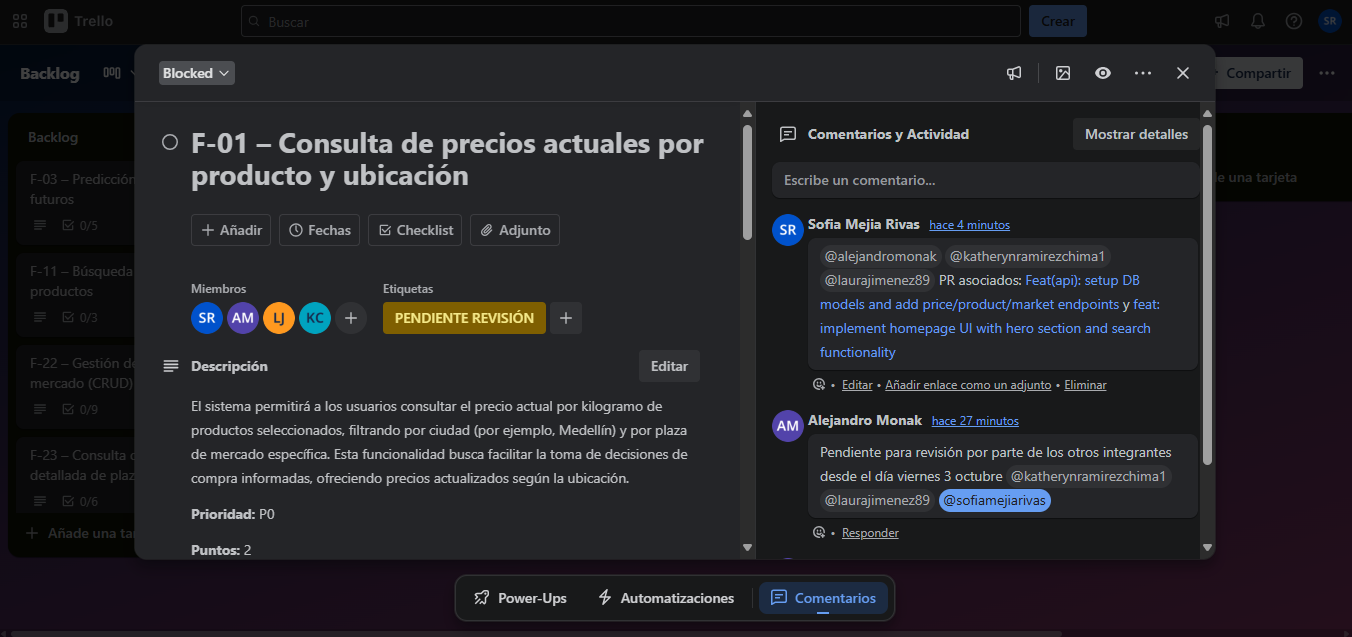 Trello
Buscar
Crear
SR
Backlog
Compartir
Blocked
Backlog
F-03 – Predicción
futuros
0/5
F-11 – Búsqueda
productos
0/3
F-22 – Gestión de
mercado (CRUD)
0/9
F-23 – Consulta
detallada de plaz
0/6
+ Añade una ta
de una tarjeta
F-01 – Consulta de precios actuales por
producto y ubicación
+ Añadir
Fechas
Checklist
Adjunto
Miembros
Etiquetas
SR AM LJ KC +
PENDIENTE REVISIÓN +
Descripción
Editar
El sistema permitirá a los usuarios consultar el precio actual por kilogramo de
productos seleccionados, filtrando por ciudad (por ejemplo, Medellín) y por plaza
de mercado específica. Esta funcionalidad busca facilitar la toma de decisiones de
compra informadas, ofreciendo precios actualizados según la ubicación.
Prioridad: P0
Puntos: 2
Comentarios y Actividad
Mostrar detalles
Escribe un comentario...
SR
Sofia Mejia Rivas hace 4 minutos
@alejandromonak @katherynramirezchima1
@laurajimenez89 PR asociados: Feat(api): setup DB
models and add price/product/market endpoints y feat:
implement homepage UI with hero section and search
functionality
• Editar • Añadir enlace como un adjunto • Eliminar
AM
Alejandro Monak hace 27 minutos
Pendiente para revisión por parte de los otros integrantes
desde el día viernes 3 octubre @katherynramirezchima1
@laurajimenez89 @sofiamejiarivas
• Responder
Power-Ups
Automatizaciones
Comentarios